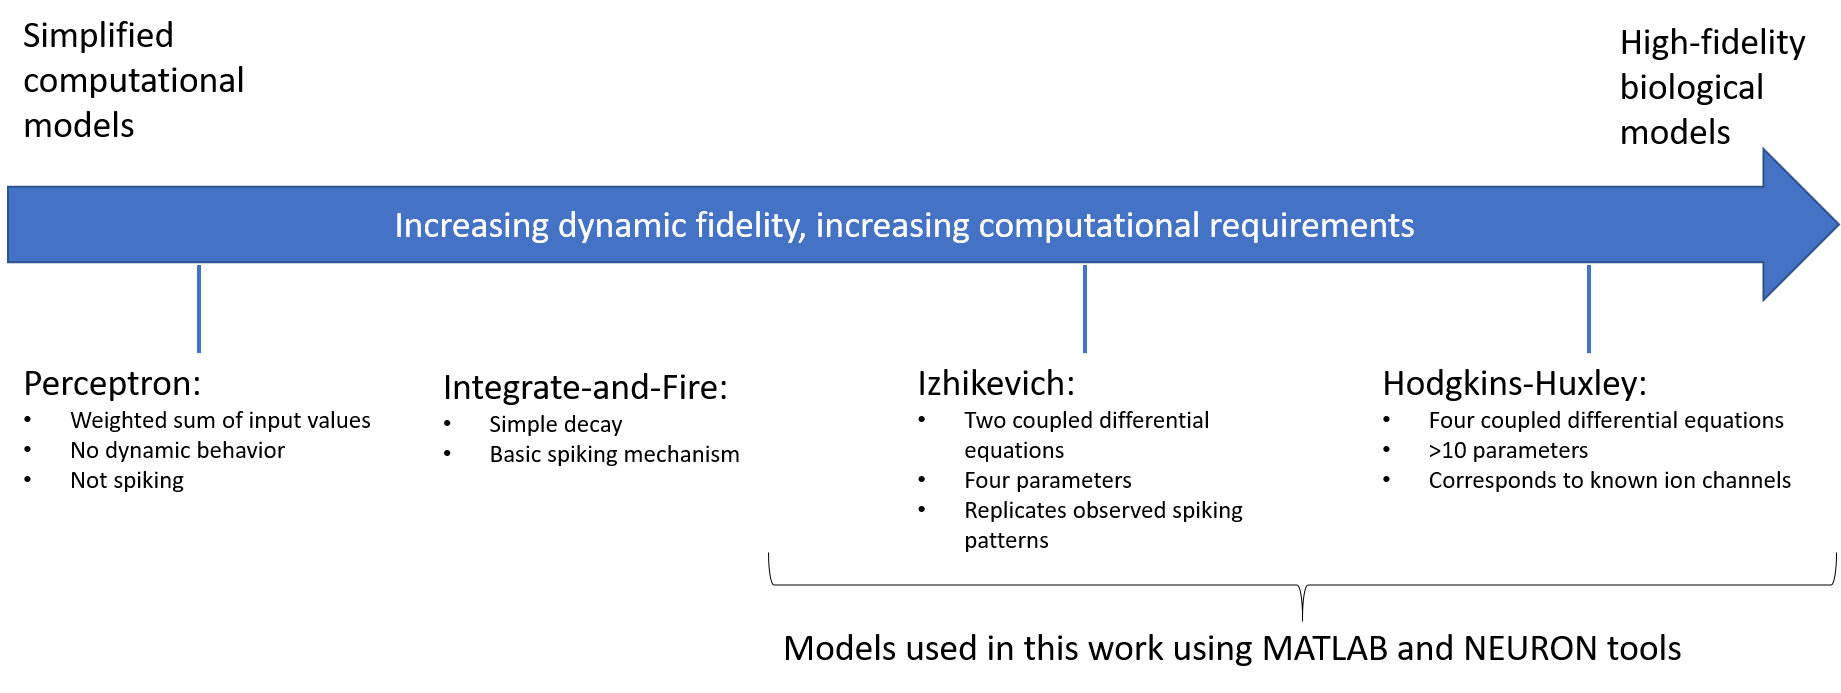 Simplified
computational
models
High-fidelity
biological
models
Increasing dynamic fidelity, increasing computational requirements
Perceptron:
• Weighted sum of input values
• No dynamic behavior
• Not spiking
Integrate-and-Fire:
• Simple decay
• Basic spiking mechanism
Izhikevich:
• Two coupled differential
equations
• Four parameters
• Replicates observed spiking
patterns
Hodgkins-Huxley:
• Four coupled differential equations
• >10 parameters
• Corresponds to known ion channels
Models used in this work using MATLAB and NEURON tools